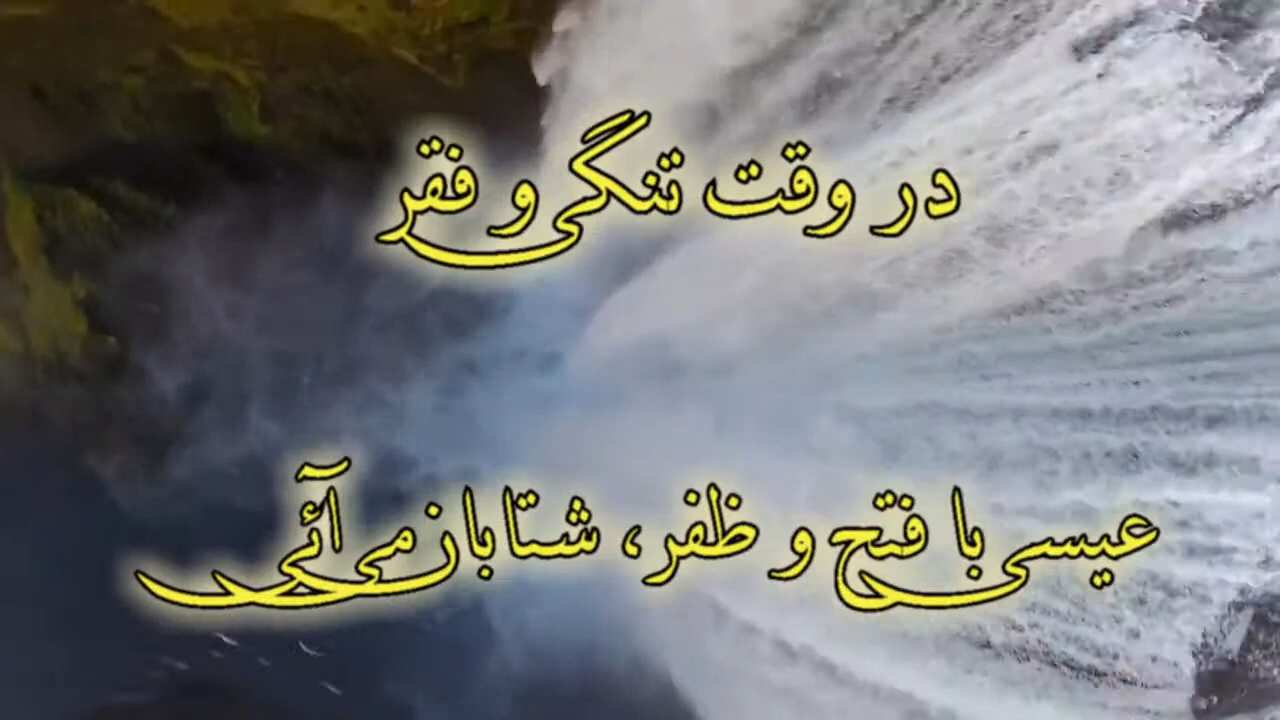 در وقت تنگی و فقر
عیسی با فتح و ظفر، شتابان می آئی